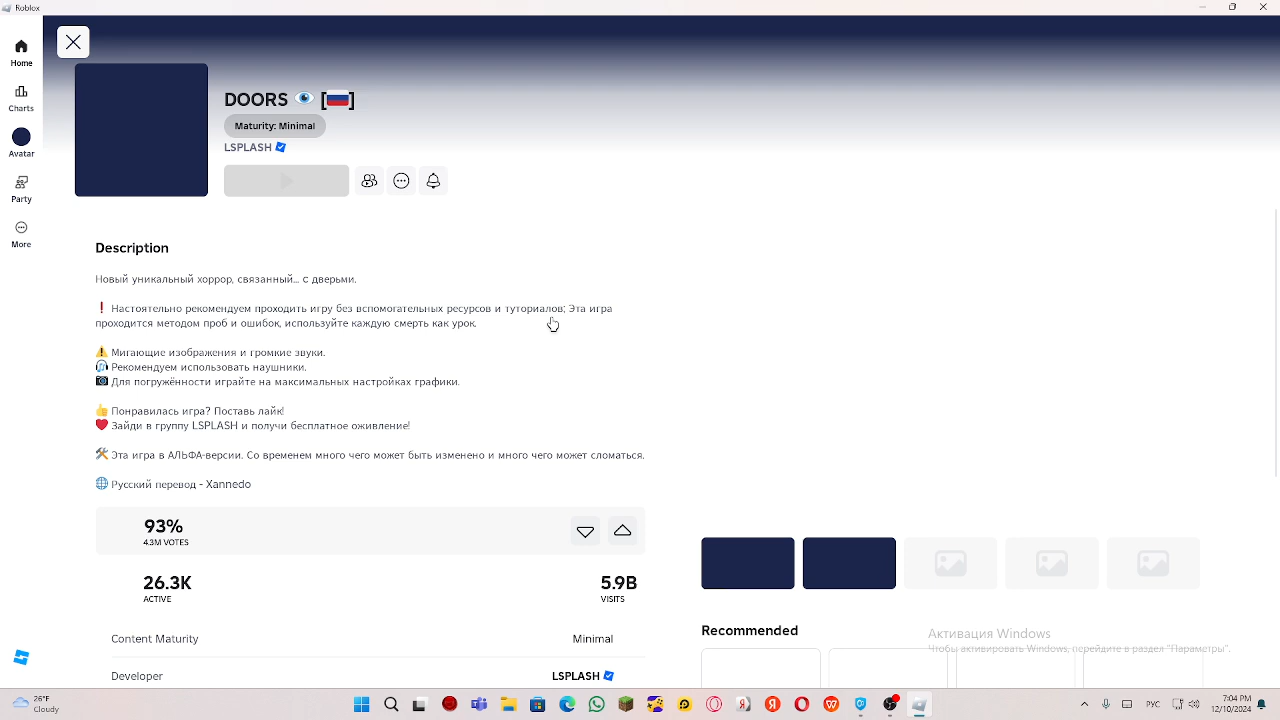 Roblox
Home
Charts
Avatar
Party
More
DOORS 👁️ [🇷🇺]
Maturity: Minimal
LSPLASH
Description
Новый уникальный хоррор, связанный... с дверьми.
❗ Настоятельно рекомендуем проходить игру без вспомогательных ресурсов и туториалов; Эта игра
проходится методом проб и ошибок, используйте каждую смерть как урок.
⚠️ Мигающие изображения и громкие звуки.
🎧 Рекомендуем использовать наушники.
📷 Для погружённости играйте на максимальных настройках графики.
👍 Понравилась игра? Поставь лайк!
❤️ Зайди в группу LSPLASH и получи бесплатное оживление!
🛠️ Эта игра в АЛЬФА-версии. Со временем много чего может быть изменено и много чего может сломаться.
🌐 Русский перевод - Xannedo
93%
4.3M VOTES
26.3K
ACTIVE
5.9B
VISITS
Content Maturity
Minimal
Developer
LSPLASH
Recommended
Активация Windows
Чтобы активировать Windows, перейдите в раздел "Параметры".
26°F
Cloudy
РУС
7:04 PM
12/10/2024